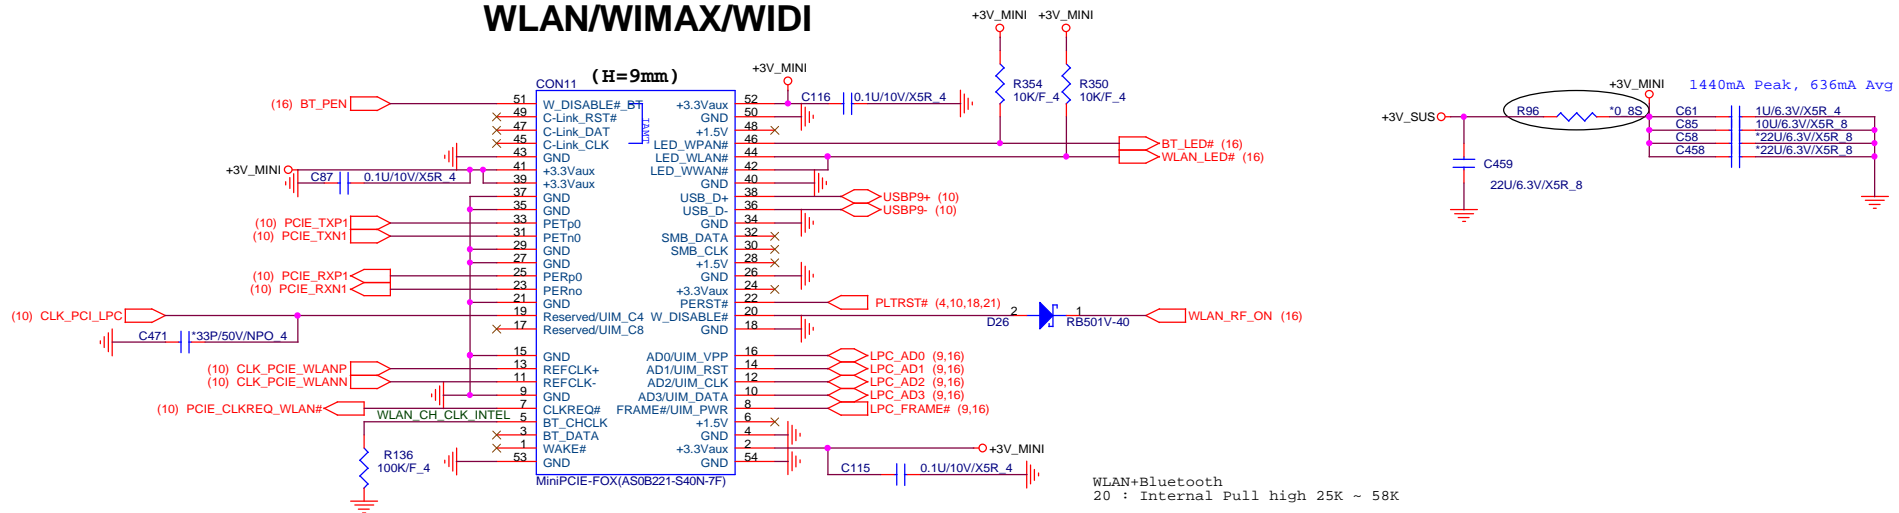 WLAN/WIMAX/WIDI
+3V_MINI +3V_MINI
(H=9mm)
CON11
+3V_MINI
R354
10K/F_4
R350
10K/F_4
C116 0.1U/10V/X5R_4
(16) BT_PEN
51 W_DISABLE#_BT
49 C-Link_RST#
47 C-Link_DAT
45 C-Link_CLK
43 GND
41 +3.3Vaux
39 +3.3Vaux
37 GND
35 GND
33 PETp0
31 PETn0
29 GND
27 GND
25 PERp0
23 PERno
21 GND
19 Reserved/UIM_C4
17 Reserved/UIM_C8
15 GND
13 REFCLK+
11 REFCLK-
9 GND
7 CLKREQ#
5 BT_CHCLK
3 BT_DATA
1 WAKE#
53 GND
IAMT
+3.3Vaux 52
GND 50
+1.5V 48
LED_WPAN# 46
LED_WLAN# 44
LED_WWAN# 42
GND 40
USB_D+ 38
USB_D- 36
GND 34
SMB_DATA 32
SMB_CLK 30
+1.5V 28
GND 26
+3.3Vaux 24
PERST# 22
W_DISABLE# 20
GND 18
AD0/UIM_VPP 16
AD1/UIM_RST 14
AD2/UIM_CLK 12
AD3/UIM_DATA 10
FRAME#/UIM_PWR 8
+1.5V 6
GND 4
+3.3Vaux 2
GND 54
MiniPCIE-FOX(AS0B221-S40N-7F)
+3V_MINI
C87 0.1U/10V/X5R_4
(10) PCIE_TXP1
(10) PCIE_TXN1
(10) PCIE_RXP1
(10) PCIE_RXN1
(10) CLK_PCI_LPC
C471 *33P/50V/NPO_4
(10) CLK_PCIE_WLANP
(10) CLK_PCIE_WLANN
(10) PCIE_CLKREQ_WLAN#
WLAN_CH_CLK_INTEL
R136
100K/F_4
BT_LED# (16)
WLAN_LED# (16)
USBP9+ (10)
USBP9- (10)
PLTRST# (4,10,18,21)
2 1
D26 RB501V-40
WLAN_RF_ON (16)
LPC_AD0 (9,16)
LPC_AD1 (9,16)
LPC_AD2 (9,16)
LPC_AD3 (9,16)
LPC_FRAME# (9,16)
+3V_MINI
C115 0.1U/10V/X5R_4
WLAN+Bluetooth
20 : Internal Pull high 25K ~ 58K
+3V_MINI
1440mA Peak, 636mA Avg
+3V_SUS
R96 *0_8S
C61 1U/6.3V/X5R_4
C85 10U/6.3V/X5R_8
C58 *22U/6.3V/X5R_8
C458 *22U/6.3V/X5R_8
C459
22U/6.3V/X5R_8